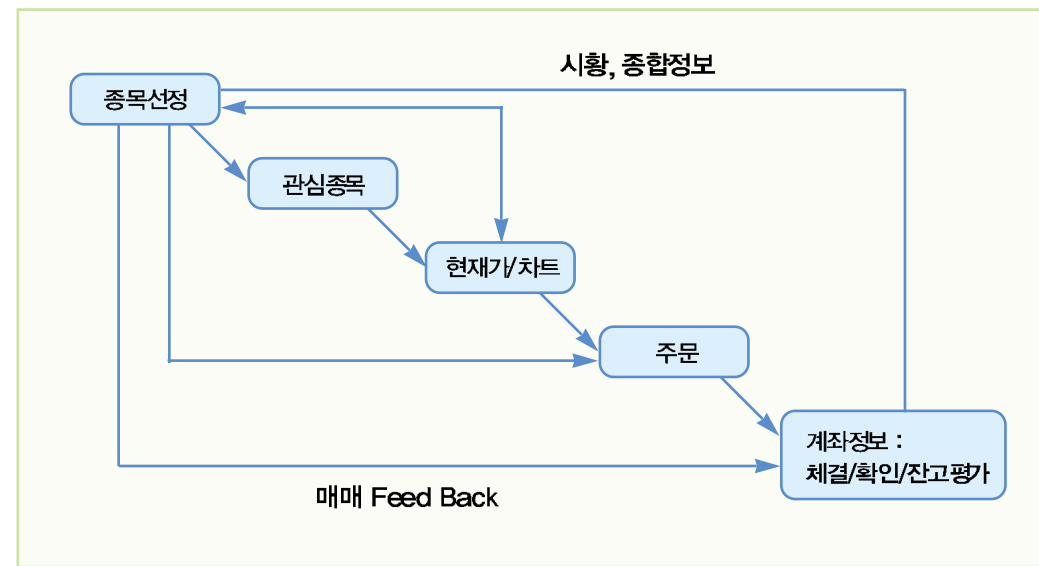 시황, 종합정보
종목선정
관심종목
현재가/차트
주문
계좌정보 :
체결/확인/잔고평가
매매 Feed Back